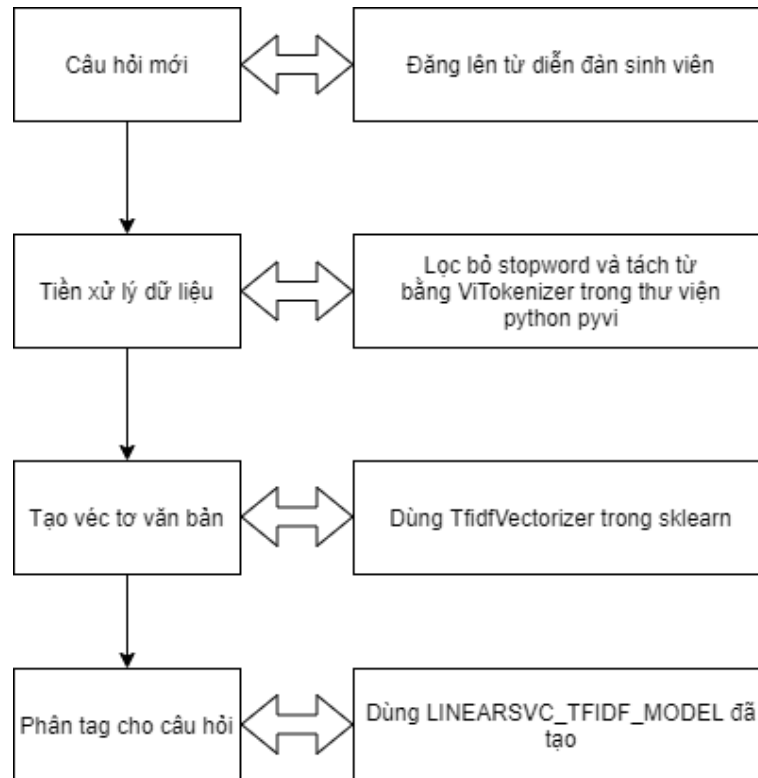 Câu hỏi mới
Đăng lên từ diễn đàn sinh viên
Tiền xử lý dữ liệu
Lọc bỏ stopword và tách từ
bằng ViTokenizer trong thư viện
python pyvi
Tạo véc tơ văn bản
Dùng TfidfVectorizer trong sklearn
Phân tag cho câu hỏi
Dùng LINEARSVC_TFIDF_MODEL đã
tạo